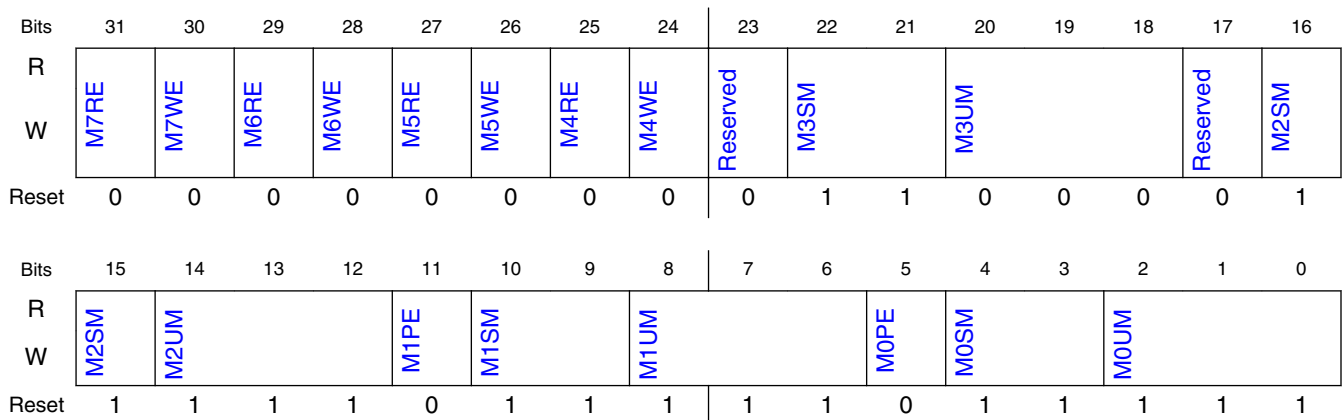 Bits 31 30 29 28 27 26 25 24 23 22 21 20 19 18 17 16
R
W
M7RE M7WE M6RE M6WE M5RE M5WE M4RE M4WE Reserved M3SM M3UM Reserved M2SM
Reset 0 0 0 0 0 0 0 0 0 1 1 0 0 0 0 1
Bits 15 14 13 12 11 10 9 8 7 6 5 4 3 2 1 0
R
W
M2SM M2UM M1PE M1SM M1UM M0PE M0SM M0UM
Reset 1 1 1 1 0 1 1 1 1 1 0 1 1 1 1 1